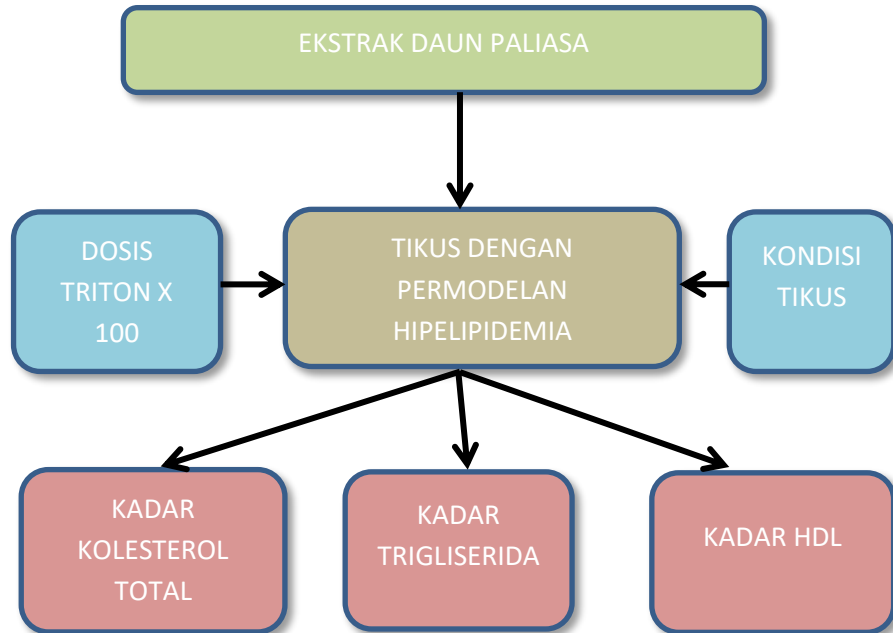 EKSTRAK DAUN PALIASA
DOSIS
TRITON X
100
TIKUS DENGAN
PERMODELAN
HIPELIPIDEMIA
KONDISI
TIKUS
KADAR
KOLESTEROL
TOTAL
KADAR
TRIGLISERIDA
KADAR HDL